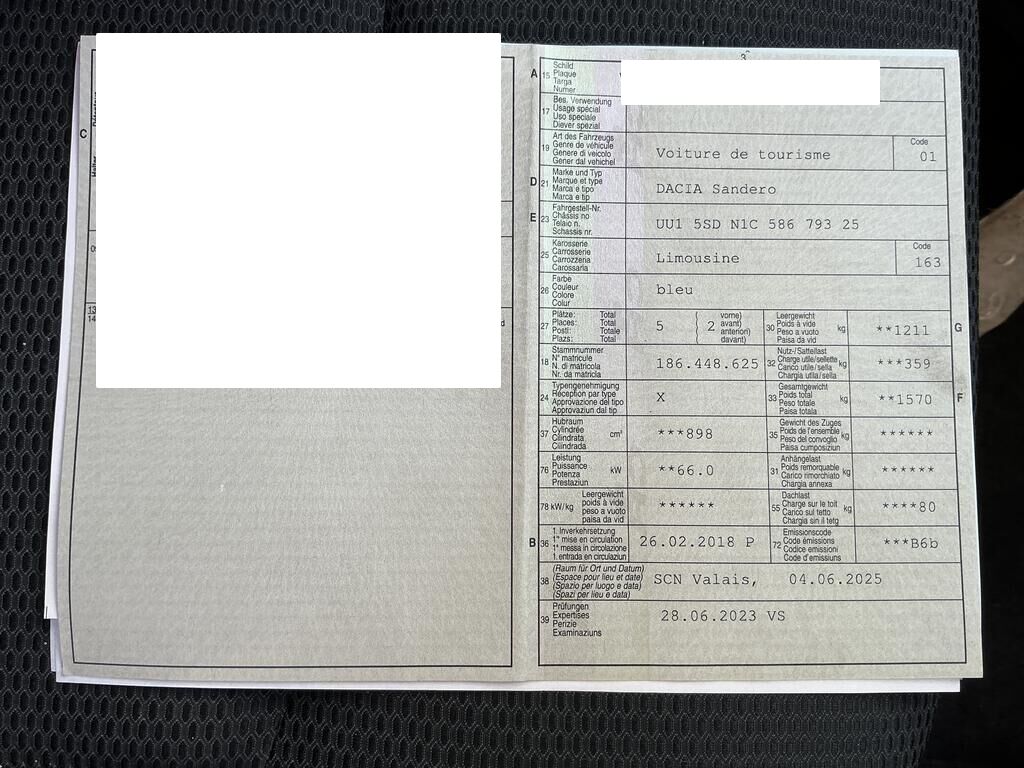 3
A 15 Schild
Plaque
Targa
Numer
17 Bes. Verwendung
Usage spécial
Uso speciale
Diever spezial
C
19 Art des Fahrzeugs
Genre de véhicule
Genere di veicolo
Gener dal vehichel
Voiture de tourisme
Code
01
D 21 Marke und Typ
Marque et type
Marca e tipo
Marca e tip
DACIA Sandero
E 23 Fahrgestell-Nr.
Châssis no
Telaio n.
Schassis nr.
UU1 5SD N1C 586 793 25
25 Karosserie
Carrosserie
Carrozzeria
Carossaria
Limousine
Code
163
26 Farbe
Couleur
Colore
Colur
bleu
27 Plätze: Total
Places: Total
Posti: Totale
Plazs: Total
5 ( 2 vorne)
avant)
anteriori)
davant)
30 Leergewicht
Poids à vide
Peso a vuoto
Paisa da vid
kg
**1211
G
18 Stammnummer
N° matricule
N. di matricola
Nr. da matricla
186.448.625
32 Nutz-/Sattellast
Charge utile/sellette
Carico utile/sella
Chargia utila/sella
kg
***359
24 Typengenehmigung
Réception par type
Approvazione del tipo
Approvaziun dal tip
X
33 Gesamtgewicht
Poids total
Peso totale
Paisa totala
kg
**1570
F
37 Hubraum
Cylindrée
Cilindrata
Cilindrada
cm³
***898
35 Gewicht des Zuges
Poids de l'ensemble
Peso del convoglio
Paisa cumposiziun
kg
******
76 Leistung
Puissance
Potenza
Prestaziun
kW
**66.0
31 Anhängelast
Poids remorquable
Carico rimorchiato
Chargia annexa
kg
******
78 kW/kg Leergewicht
poids à vide
peso a vuoto
paisa da vid
******
55 Dachlast
Charge sur le toit
Carico sul tetto
Chargia sin il tetg
kg
****80
B 36 1. Inverkehrsetzung
1re mise en circulation
1a messa in circolazione
1. entrada en circulaziun
26.02.2018 P
72 Emissionscode
Code émissions
Codice emissioni
Code d'emissiuns
***B6b
38 (Raum für Ort und Datum)
(Espace pour lieu et date)
(Spazio per luogo e data)
(Spazi per lieu e data)
SCN Valais, 04.06.2025
39 Prüfungen
Expertises
Perizie
Examinaziuns
28.06.2023 VS